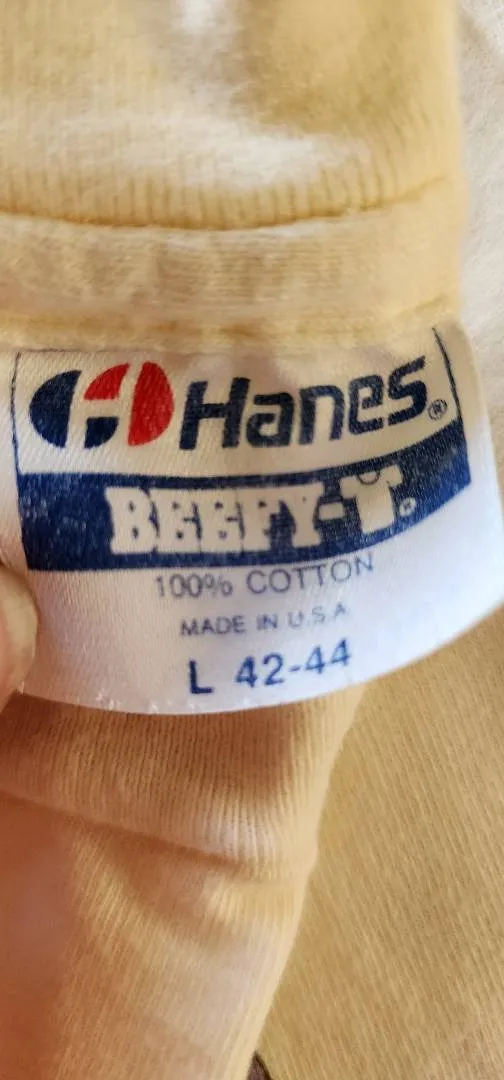 Hanes®
BEEFY-T®
100% COTTON
MADE IN U.S.A
L 42-44